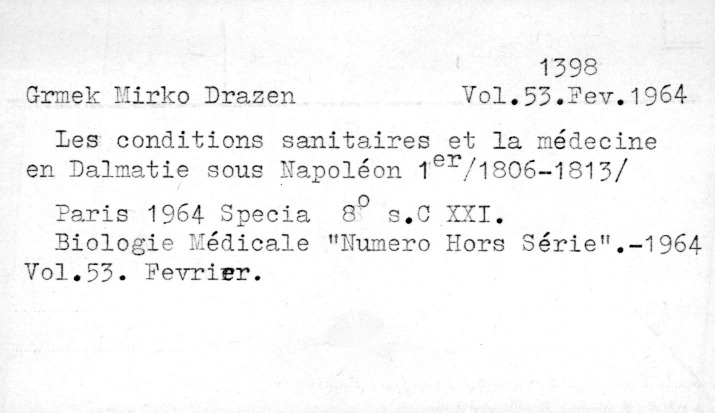 1398
Grmek Mirko Drazen Vol.53.Fev.1964
Les conditions sanitaires et la médecine
en Dalmatie sous Napoléon 1er/1806-1813/
Paris 1964 Specia 8º s.C XXI.
Biologie Médicale "Numero Hors Série".-1964
Vol.53. Fevrier.